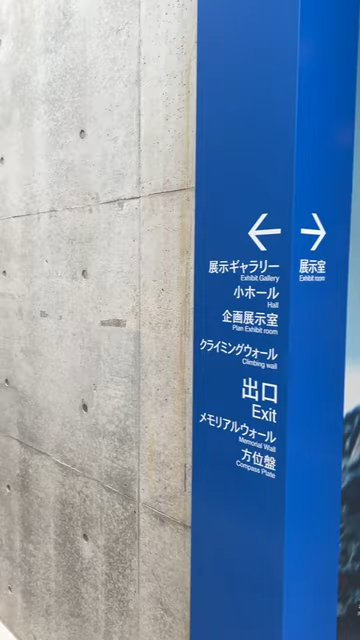 展示ギャラリー
Exhibit Gallery
小ホール
Hall
企画展示室
Plan Exhibit room
クライミングウォール
Climbing wall
出口
Exit
メモリアルウォール
Memorial Wall
方位盤
Compass Plate
展示室
Exhibit room